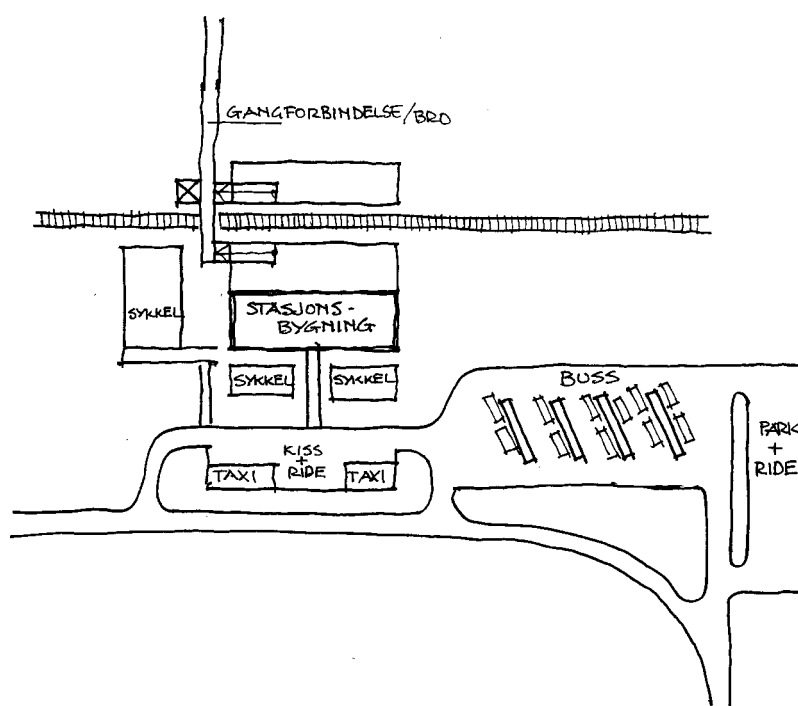 GANGFORBINDELSE/BRO
SYKKEL
STASJONS-
BYGNING
SYKKEL
SYKKEL
BUSS
KISS
+
RIDE
TAXI
TAXI
PARK
+
RIDE